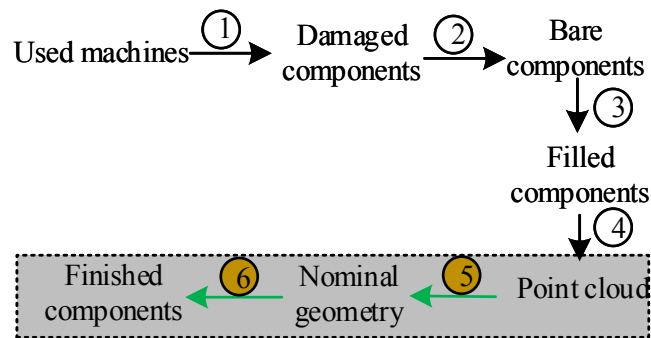 Used machines
1
Damaged
components
2
Bare
components
3
Filled
components
4
Point cloud
5
Nominal
geometry
6
Finished
components